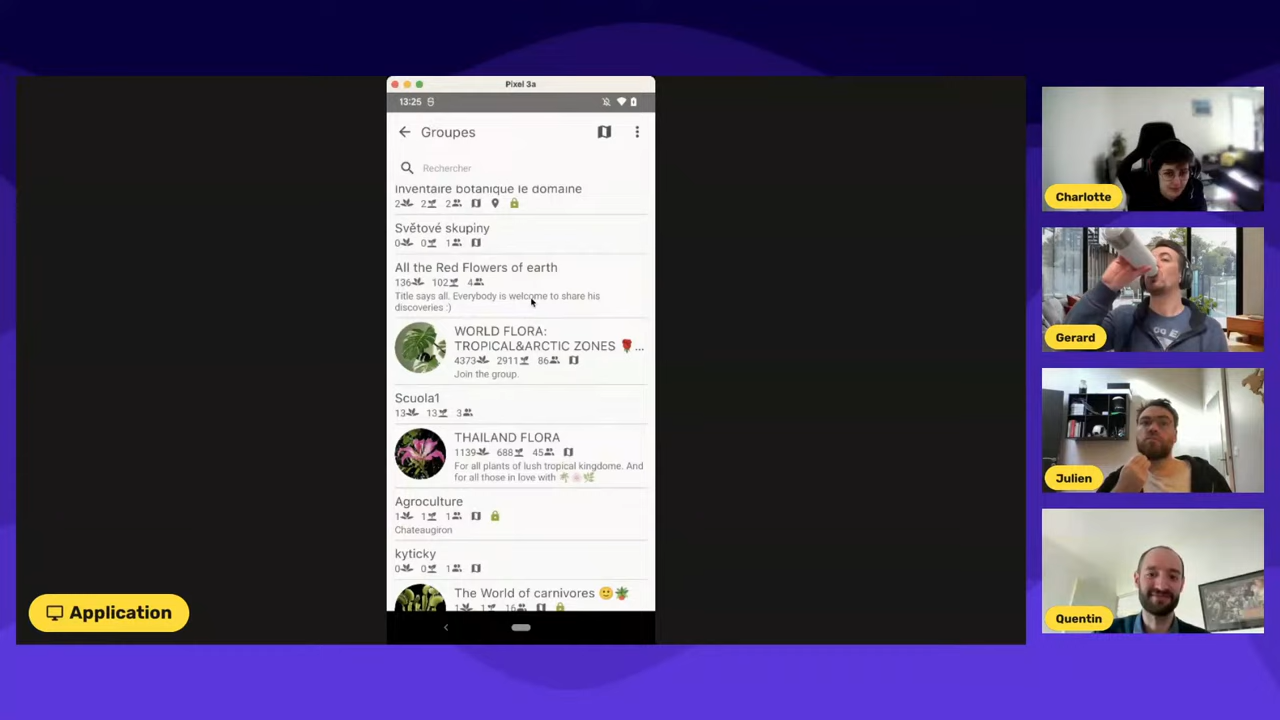 Pixel 3a
13:25
Groupes
Rechercher
Inventaire botanique le domaine
2 2 2
Světové skupiny
0 0 1
All the Red Flowers of earth
136 102 4
Title says all. Everybody is welcome to share his
discoveries :)
WORLD FLORA:
TROPICAL&ARCTIC ZONES 🌹...
4373 2911 86
Join the group.
Scuola1
13 13 3
THAILAND FLORA
1139 688 45
For all plants of lush tropical kingdome. And
for all those in love with 🌴🌸🌿
Agroculture
1 1 1
Chateaugiron
kyticky
0 0 1
The World of carnivores 🙂🪴
1 1 16
Application
Charlotte
Gerard
Julien
Quentin